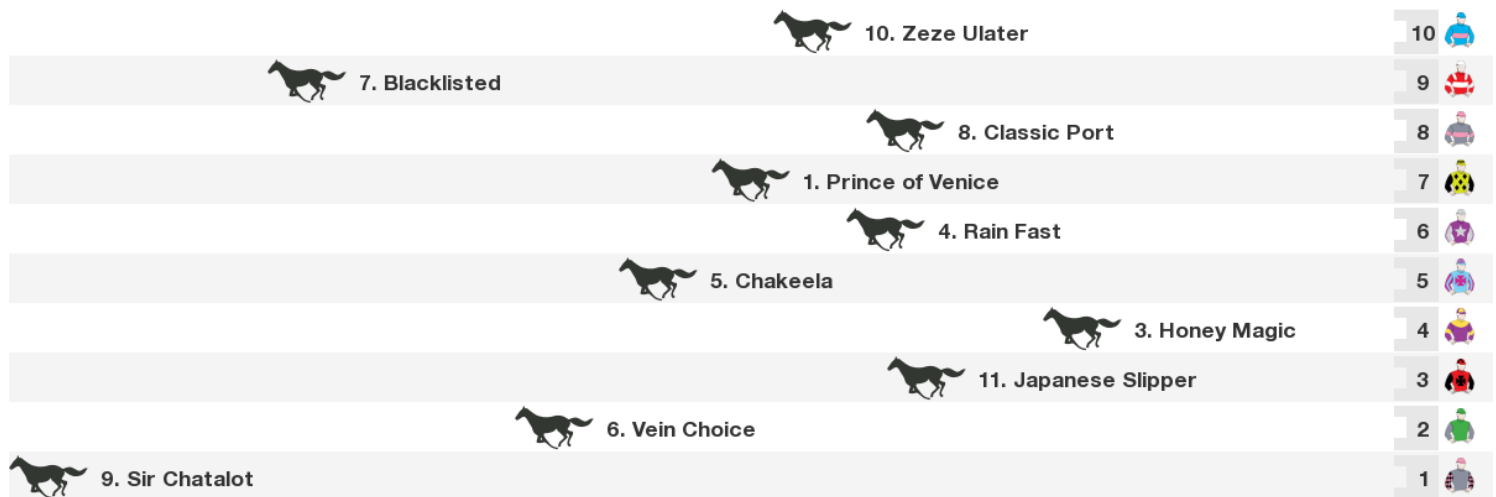 10. Zeze Ulater 10
7. Blacklisted 9
8. Classic Port 8
1. Prince of Venice 7
4. Rain Fast 6
5. Chakeela 5
3. Honey Magic 4
11. Japanese Slipper 3
6. Vein Choice 2
9. Sir Chatalot 1